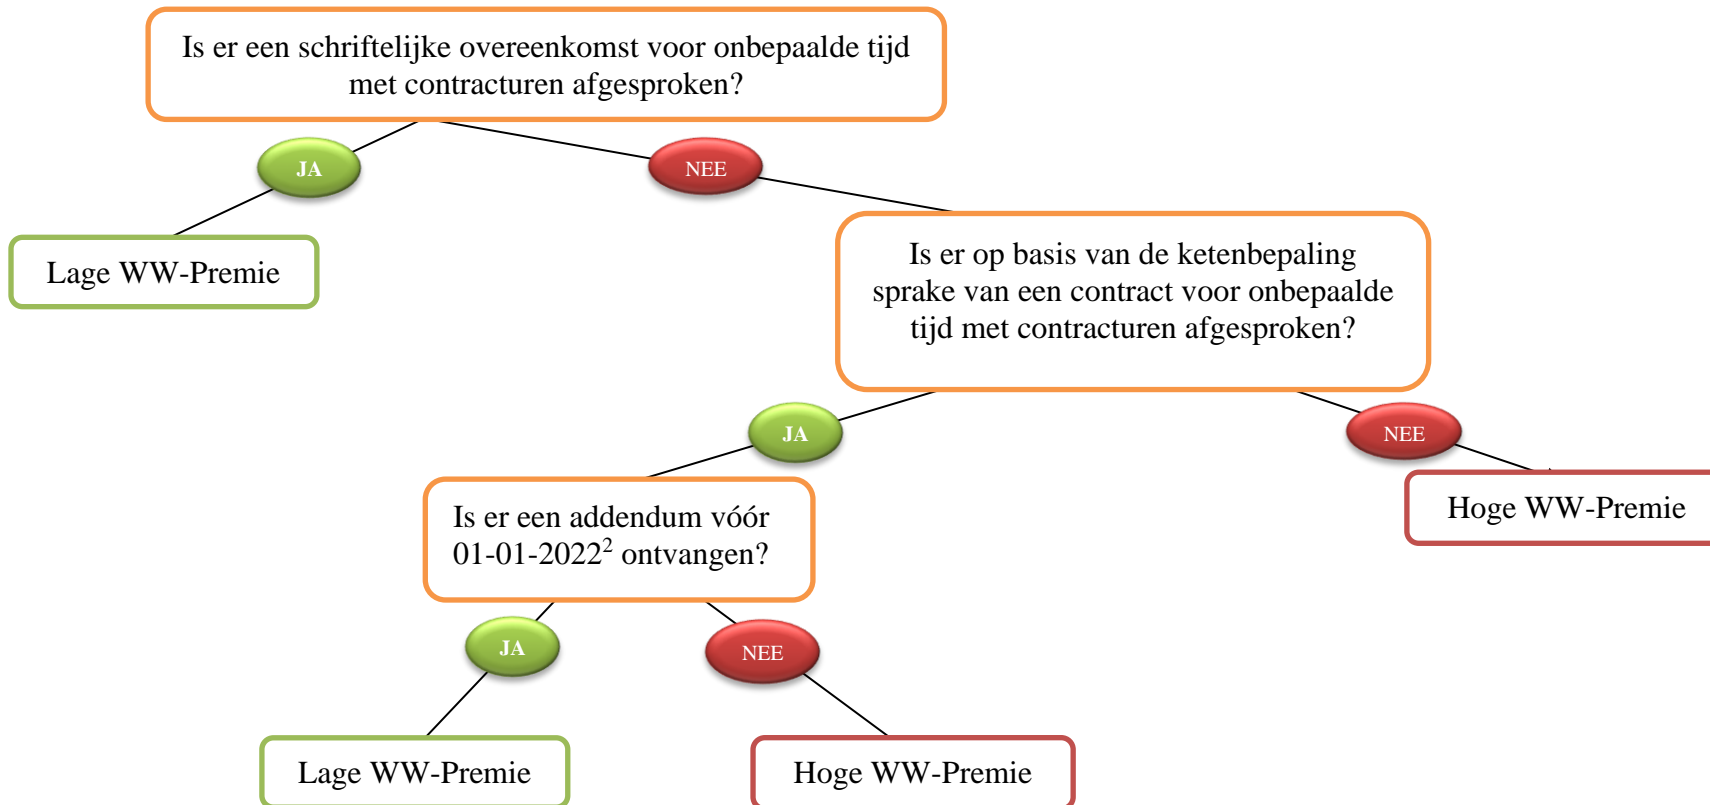 Is er een schriftelijke overeenkomst voor onbepaalde tijd
met contracturen afgesproken?
JA
NEE
Lage WW-Premie
Is er op basis van de ketenbepaling
sprake van een contract voor onbepaalde
tijd met contracturen afgesproken?
JA
NEE
Is er een addendum vóór
01-01-2022² ontvangen?
Hoge WW-Premie
JA
NEE
Lage WW-Premie
Hoge WW-Premie